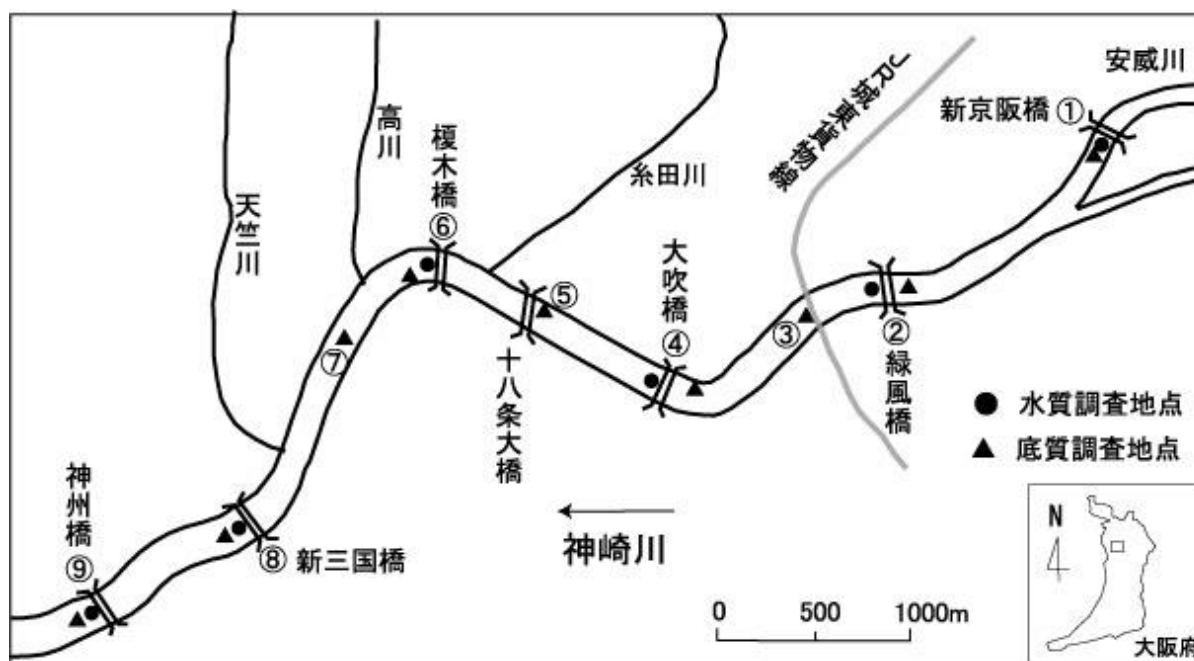 安威川
新京阪橋 ①
JR城東貨物線
高川
榎木橋
⑥
糸田川
天竺川
大吹橋
④
⑤
③
②
緑風橋
⑦
十八条大橋
● 水質調査地点
▲ 底質調査地点
神州橋
⑨
⑧ 新三国橋
神崎川
0 500 1000m
N
大阪府